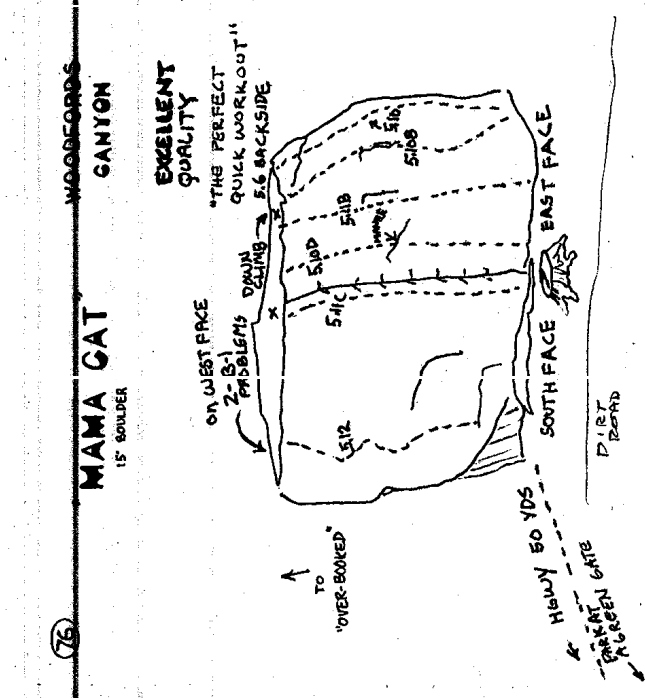 76
MAMA CAT
15' BOULDER
WOODFORDS
CANYON
EXCELLENT
QUALITY
"THE PERFECT
QUICK WORKOUT"
5.6 BACKSIDE
ON WEST FACE
2-B-1
PROBLEMS
DOWN
CLIMB
TO
"OVER-BOOKED"
5.12
5.11C
5.10D
5.11B
5.10B
5.10
SOUTH FACE
EAST FACE
HGWY 50 YDS
PARK AT
A GREEN GATE
DIRT
ROAD